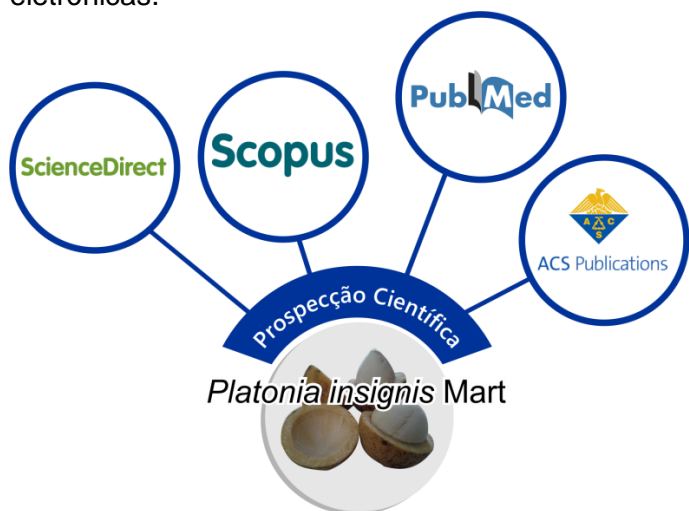 eletrônicas.
ScienceDirect
Scopus
PubMed
A C S
ACS Publications
Prospecção Científica
Platonia insignis Mart